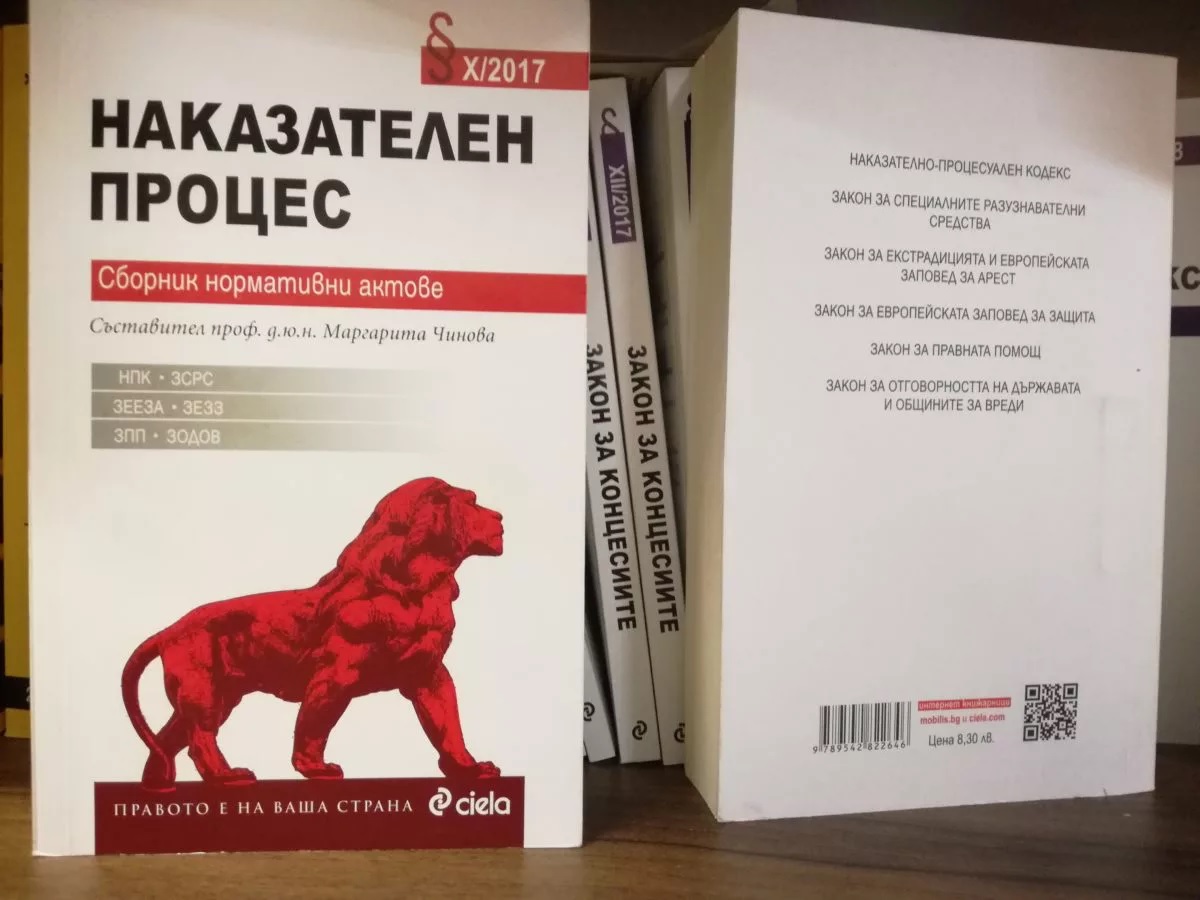 X/2017
НАКАЗАТЕЛЕН
ПРОЦЕС
Сборник нормативни актове
Съставител проф. д.ю.н. Маргарита Чинова
НПК • ЗСРС
ЗЕЕЗА • ЗЕЗЗ
ЗПП • ЗОДОВ
ПРАВОТО Е НА ВАША СТРАНА
ciela
ЗАКОН ЗА КОНЦЕСИИТЕ
XII/2017
ЗАКОН ЗА КОНЦЕСИИТЕ
НАКАЗАТЕЛНО-ПРОЦЕСУАЛЕН КОДЕКС
ЗАКОН ЗА СПЕЦИАЛНИТЕ РАЗУЗНАВАТЕЛНИ
СРЕДСТВА
ЗАКОН ЗА ЕКСТРАДИЦИЯТА И ЕВРОПЕЙСКАТА
ЗАПОВЕД ЗА АРЕСТ
ЗАКОН ЗА ЕВРОПЕЙСКАТА ЗАПОВЕД ЗА ЗАЩИТА
ЗАКОН ЗА ПРАВНАТА ПОМОЩ
ЗАКОН ЗА ОТГОВОРНОСТТА НА ДЪРЖАВАТА
И ОБЩИНИТЕ ЗА ВРЕДИ
интернет книжарници
mobilis.bg и ciela.com
Цена 8,30 лв.
9 789542 822646